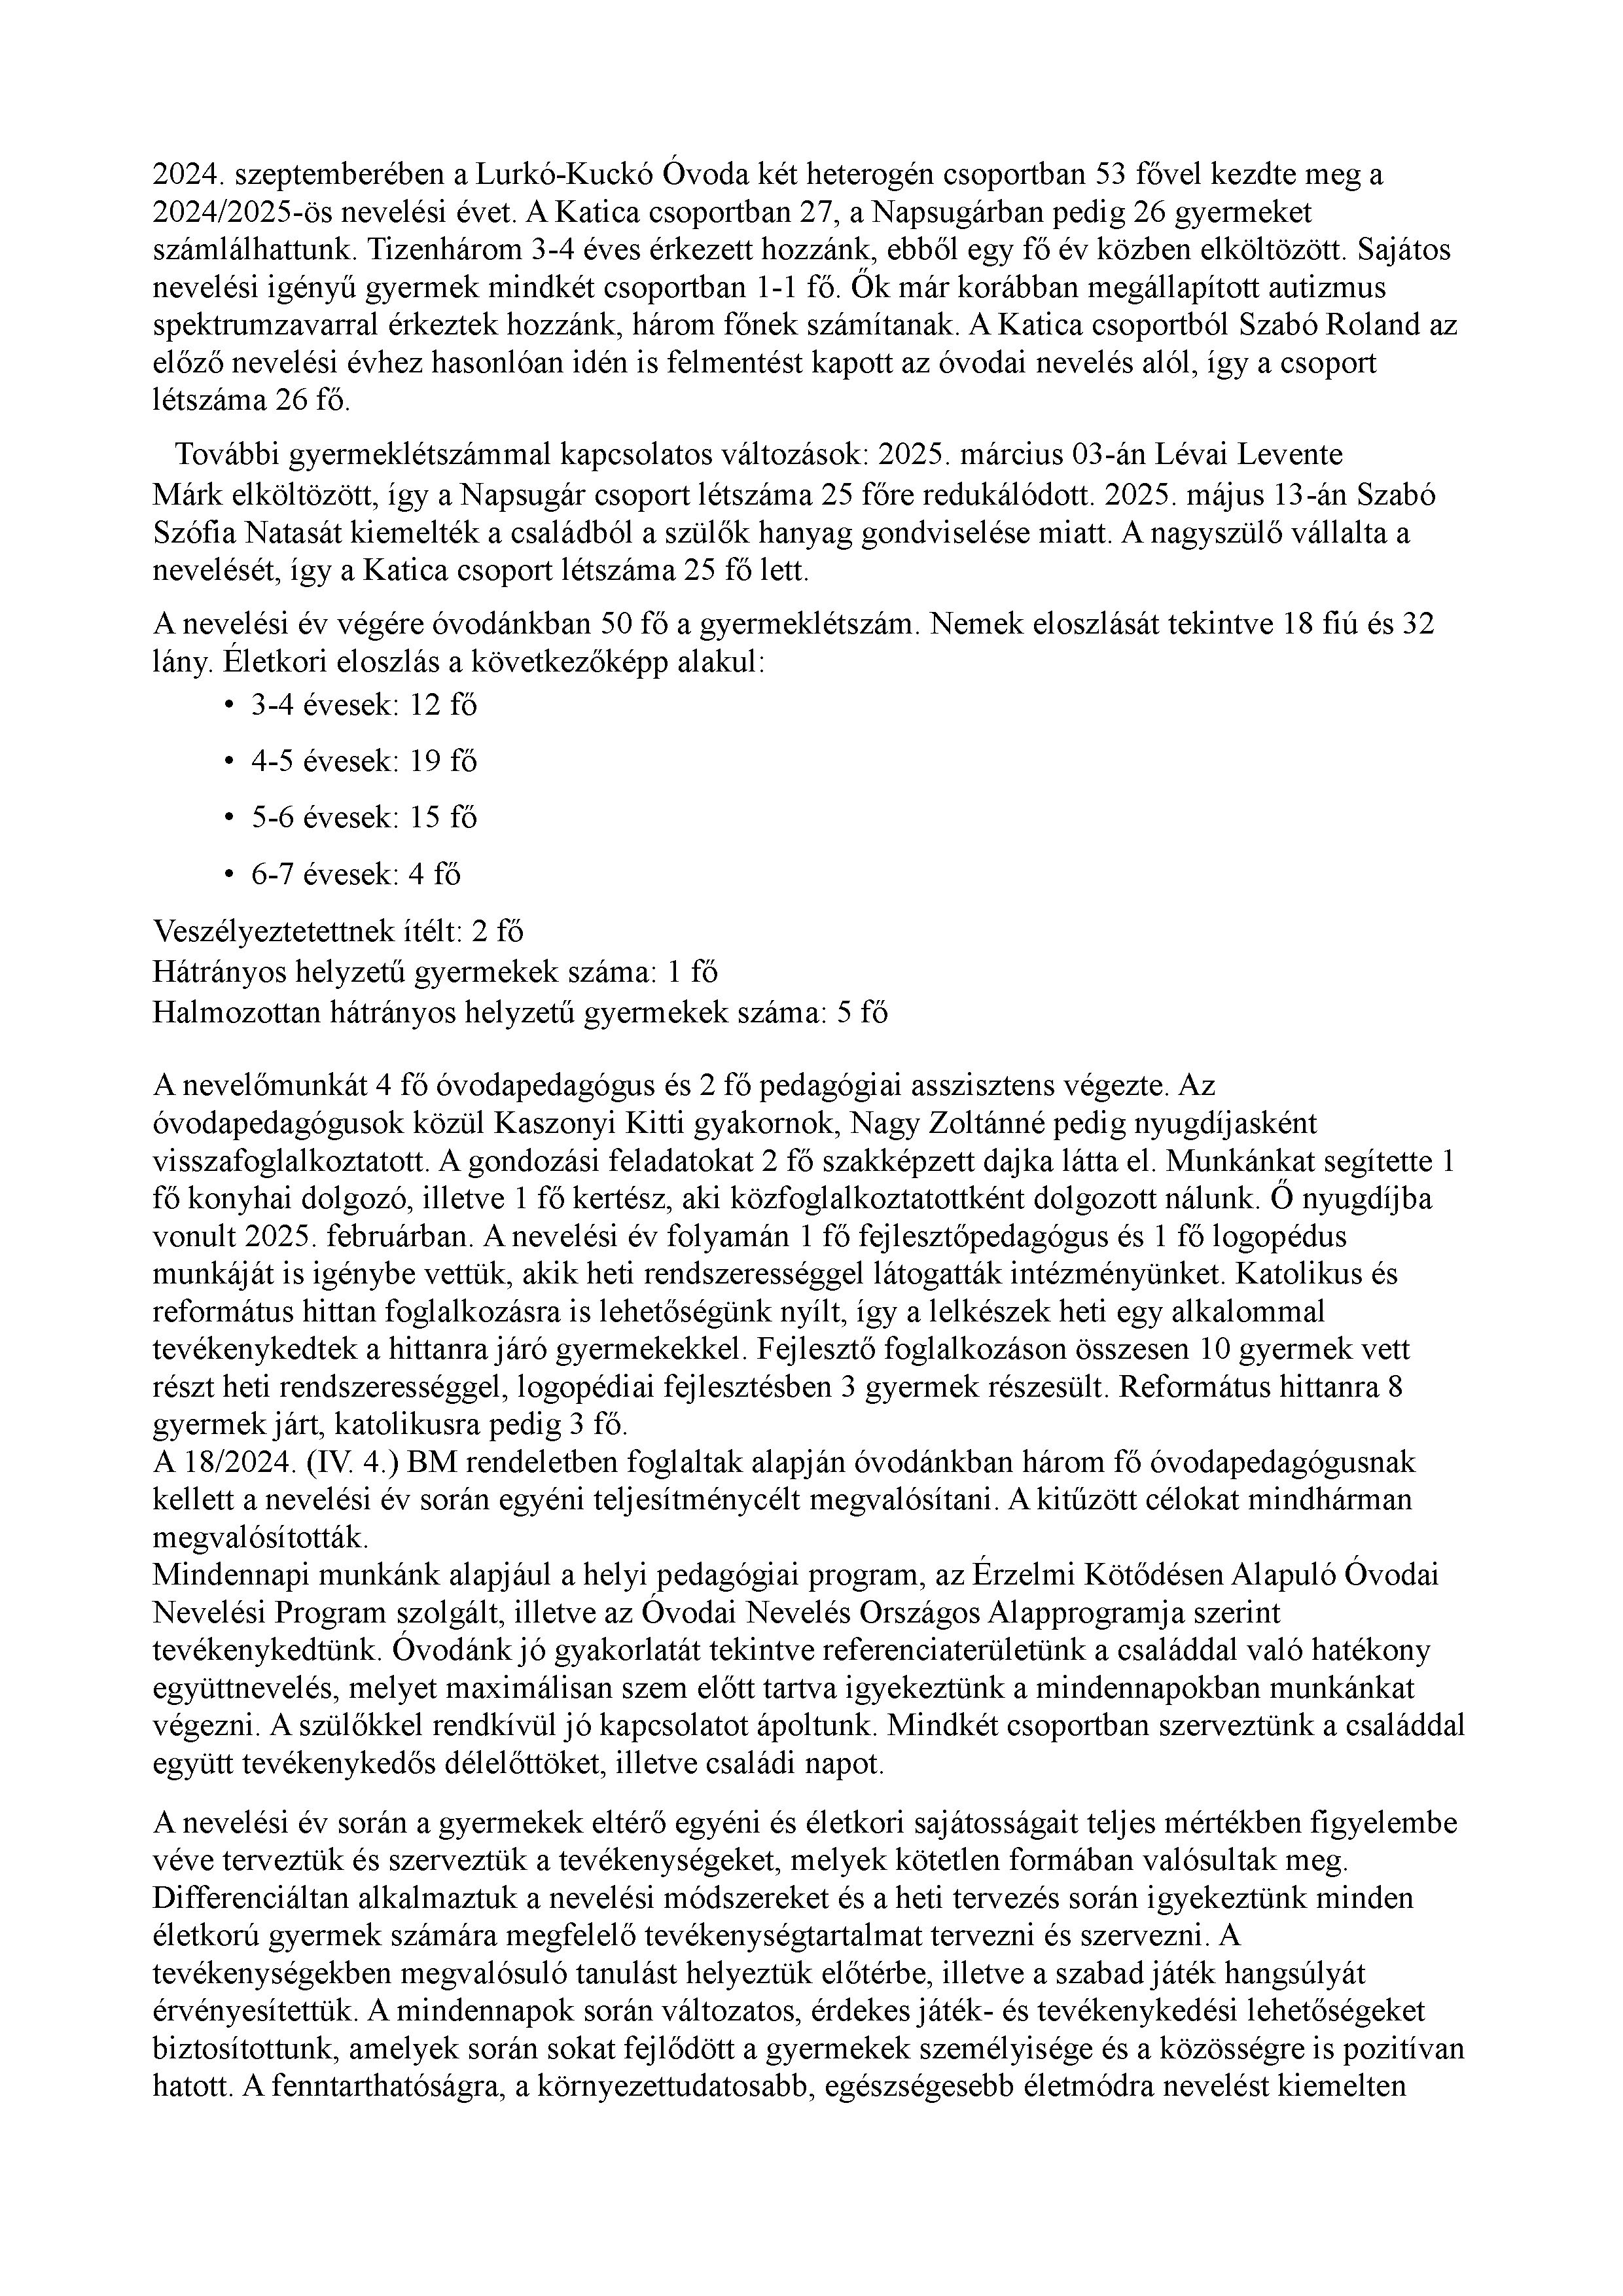 2024. szeptemberében a Lurkó-Kuckó Óvoda két heterogén csoportban 53 fővel kezdte meg a
2024/2025-ös nevelési évet. A Katica csoportban 27, a Napsugárban pedig 26 gyermeket
számlálhattunk. Tizenhárom 3-4 éves érkezett hozzánk, ebből egy fő év közben elköltözött. Sajátos
nevelési igényű gyermek mindkét csoportban 1-1 fő. Ők már korábban megállapított autizmus
spektrumzavarral érkeztek hozzánk, három főnek számítanak. A Katica csoportból Szabó Roland az
előző nevelési évhez hasonlóan idén is felmentést kapott az óvodai nevelés alól, így a csoport
létszáma 26 fő.
További gyermeklétszámmal kapcsolatos változások: 2025. március 03-án Lévai Levente
Márk elköltözött, így a Napsugár csoport létszáma 25 főre redukálódott. 2025. május 13-án Szabó
Szófia Natasát kiemelték a családból a szülők hanyag gondviselése miatt. A nagyszülő vállalta a
nevelését, így a Katica csoport létszáma 25 fő lett.
A nevelési év végére óvodánkban 50 fő a gyermeklétszám. Nemek eloszlását tekintve 18 fiú és 32
lány. Életkori eloszlás a következőképp alakul:
• 3-4 évesek: 12 fő
• 4-5 évesek: 19 fő
• 5-6 évesek: 15 fő
• 6-7 évesek: 4 fő
Veszélyeztetettnek ítélt: 2 fő
Hátrányos helyzetű gyermekek száma: 1 fő
Halmozottan hátrányos helyzetű gyermekek száma: 5 fő
A nevelőmunkát 4 fő óvodapedagógus és 2 fő pedagógiai asszisztens végezte. Az
óvodapedagógusok közül Kaszonyi Kitti gyakornok, Nagy Zoltánné pedig nyugdíjasként
visszafoglalkoztatott. A gondozási feladatokat 2 fő szakképzett dajka látta el. Munkánkat segítette 1
fő konyhai dolgozó, illetve 1 fő kertész, aki közfoglalkoztatottként dolgozott nálunk. Ő nyugdíjba
vonult 2025. februárban. A nevelési év folyamán 1 fő fejlesztőpedagógus és 1 fő logopédus
munkáját is igénybe vettük, akik heti rendszerességgel látogatták intézményünket. Katolikus és
református hittan foglalkozásra is lehetőségünk nyílt, így a lelkészek heti egy alkalommal
tevékenykedtek a hittanra járó gyermekekkel. Fejlesztő foglalkozáson összesen 10 gyermek vett
részt heti rendszerességgel, logopédiai fejlesztésben 3 gyermek részesült. Református hittanra 8
gyermek járt, katolikusra pedig 3 fő.
A 18/2024. (IV. 4.) BM rendeletben foglaltak alapján óvodánkban három fő óvodapedagógusnak
kellett a nevelési év során egyéni teljesítménycélt megvalósítani. A kitűzött célokat mindhárman
megvalósították.
Mindennapi munkánk alapjául a helyi pedagógiai program, az Érzelmi Kötődésen Alapuló Óvodai
Nevelési Program szolgált, illetve az Óvodai Nevelés Országos Alapprogramja szerint
tevékenykedtünk. Óvodánk jó gyakorlatát tekintve referenciaterületünk a családdal való hatékony
együttnevelés, melyet maximálisan szem előtt tartva igyekeztünk a mindennapokban munkánkat
végezni. A szülőkkel rendkívül jó kapcsolatot ápoltunk. Mindkét csoportban szerveztünk a családdal
együtt tevékenykedős délelőttöket, illetve családi napot.
A nevelési év során a gyermekek eltérő egyéni és életkori sajátosságait teljes mértékben figyelembe
véve terveztük és szerveztük a tevékenységeket, melyek kötetlen formában valósultak meg.
Differenciáltan alkalmaztuk a nevelési módszereket és a heti tervezés során igyekeztünk minden
életkorú gyermek számára megfelelő tevékenységtartalmat tervezni és szervezni. A
tevékenységekben megvalósuló tanulást helyeztük előtérbe, illetve a szabad játék hangsúlyát
érvényesítettük. A mindennapok során változatos, érdekes játék- és tevékenykedési lehetőségeket
biztosítottunk, amelyek során sokat fejlődött a gyermekek személyisége és a közösségre is pozitívan
hatott. A fenntarthatóságra, a környezettudatosabb, egészségesebb életmódra nevelést kiemelten